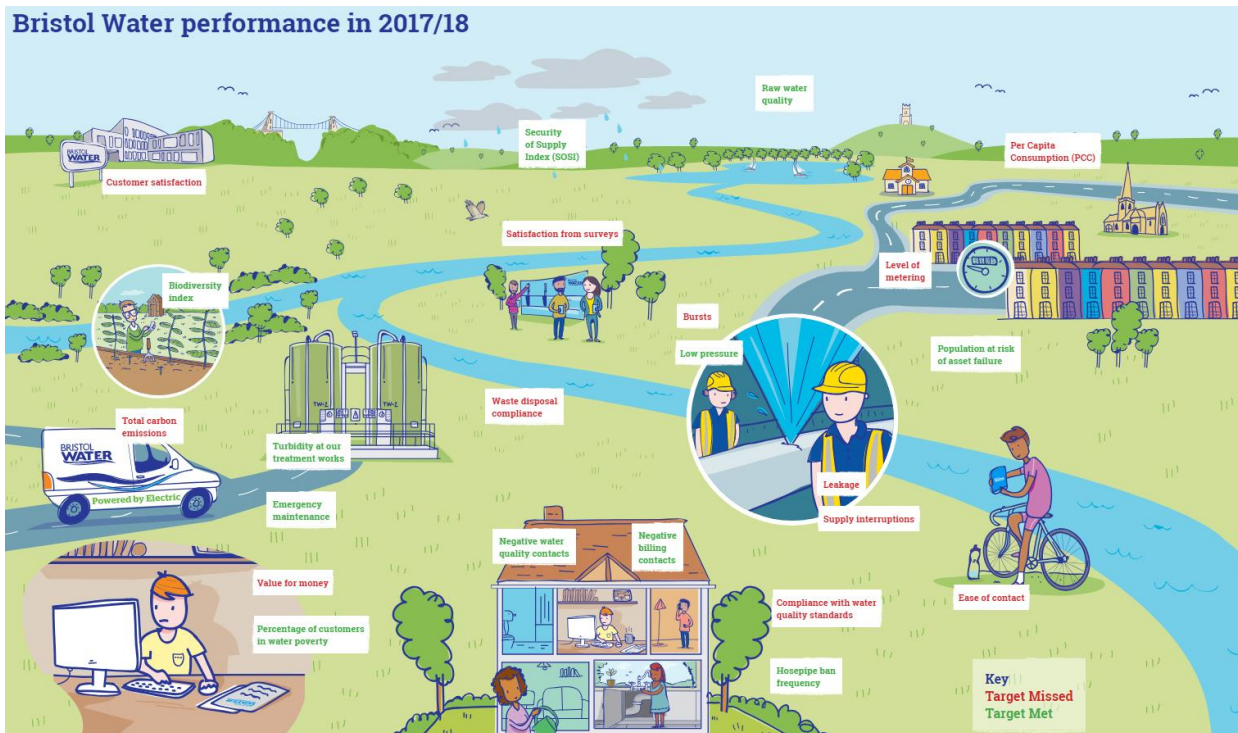 Bristol Water performance in 2017/18
Raw water
quality
Security
of Supply
Index (SOSI)
Per Capita
Consumption (PCC)
BRISTOL
WATER
Customer satisfaction
Satisfaction from surveys
Level of
metering
Biodiversity
index
Bursts
Low pressure
Population at risk
of asset failure
Waste disposal
compliance
TW-1
TW-2
Total carbon
emissions
BRISTOL
WATER
Powered by Electric
Turbidity at our
treatment works
Leakage
Supply interruptions
Emergency
maintenance
Negative water
quality contacts
Negative
billing
contacts
Value for money
Compliance with water
quality standards
Ease of contact
Percentage of customers
in water poverty
Hosepipe ban
frequency
Key
Target Missed
Target Met